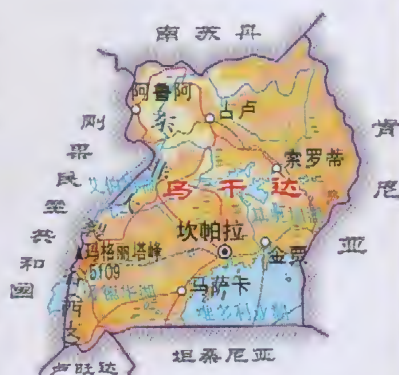 南苏丹
阿鲁阿
古卢
刚果民主共和国
肯尼亚
索罗蒂
乌干达
坎帕拉
玛格丽塔峰
5109
金贾
马萨卡
坦桑尼亚
卢旺达